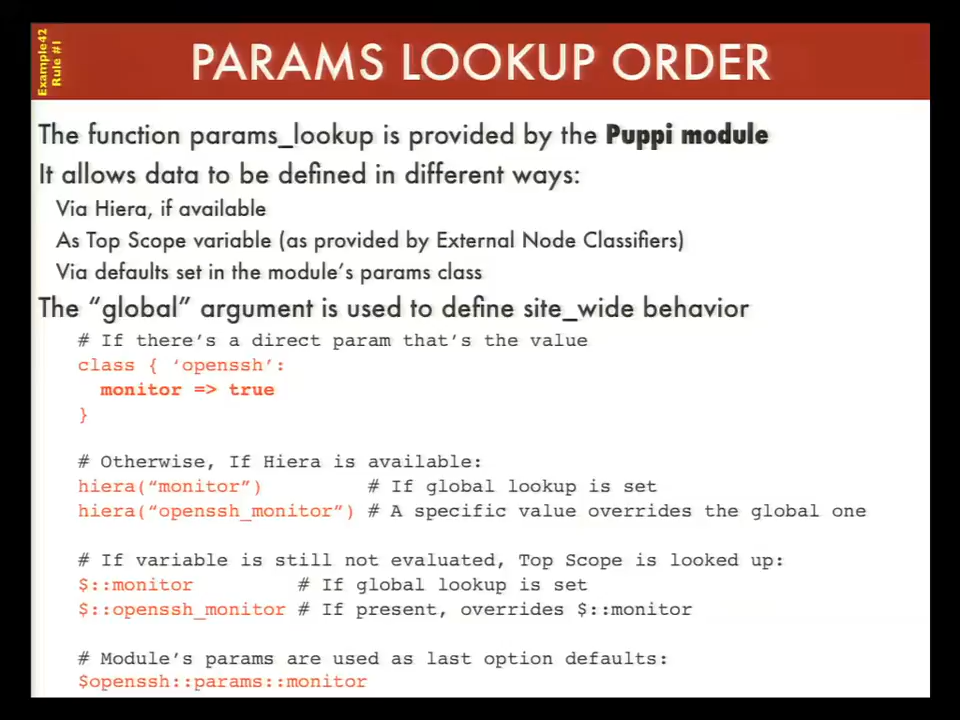 Example42
Rule #1
PARAMS LOOKUP ORDER
The function params_lookup is provided by the Puppi module
It allows data to be defined in different ways:
Via Hiera, if available
As Top Scope variable (as provided by External Node Classifiers)
Via defaults set in the module’s params class
The “global” argument is used to define site_wide behavior
# If there’s a direct param that’s the value
class { ‘openssh’:
monitor => true
}
# Otherwise, If Hiera is available:
hiera(“monitor”) # If global lookup is set
hiera(“openssh_monitor”) # A specific value overrides the global one
# If variable is still not evaluated, Top Scope is looked up:
$::monitor # If global lookup is set
$::openssh_monitor # If present, overrides $::monitor
# Module’s params are used as last option defaults:
$openssh::params::monitor